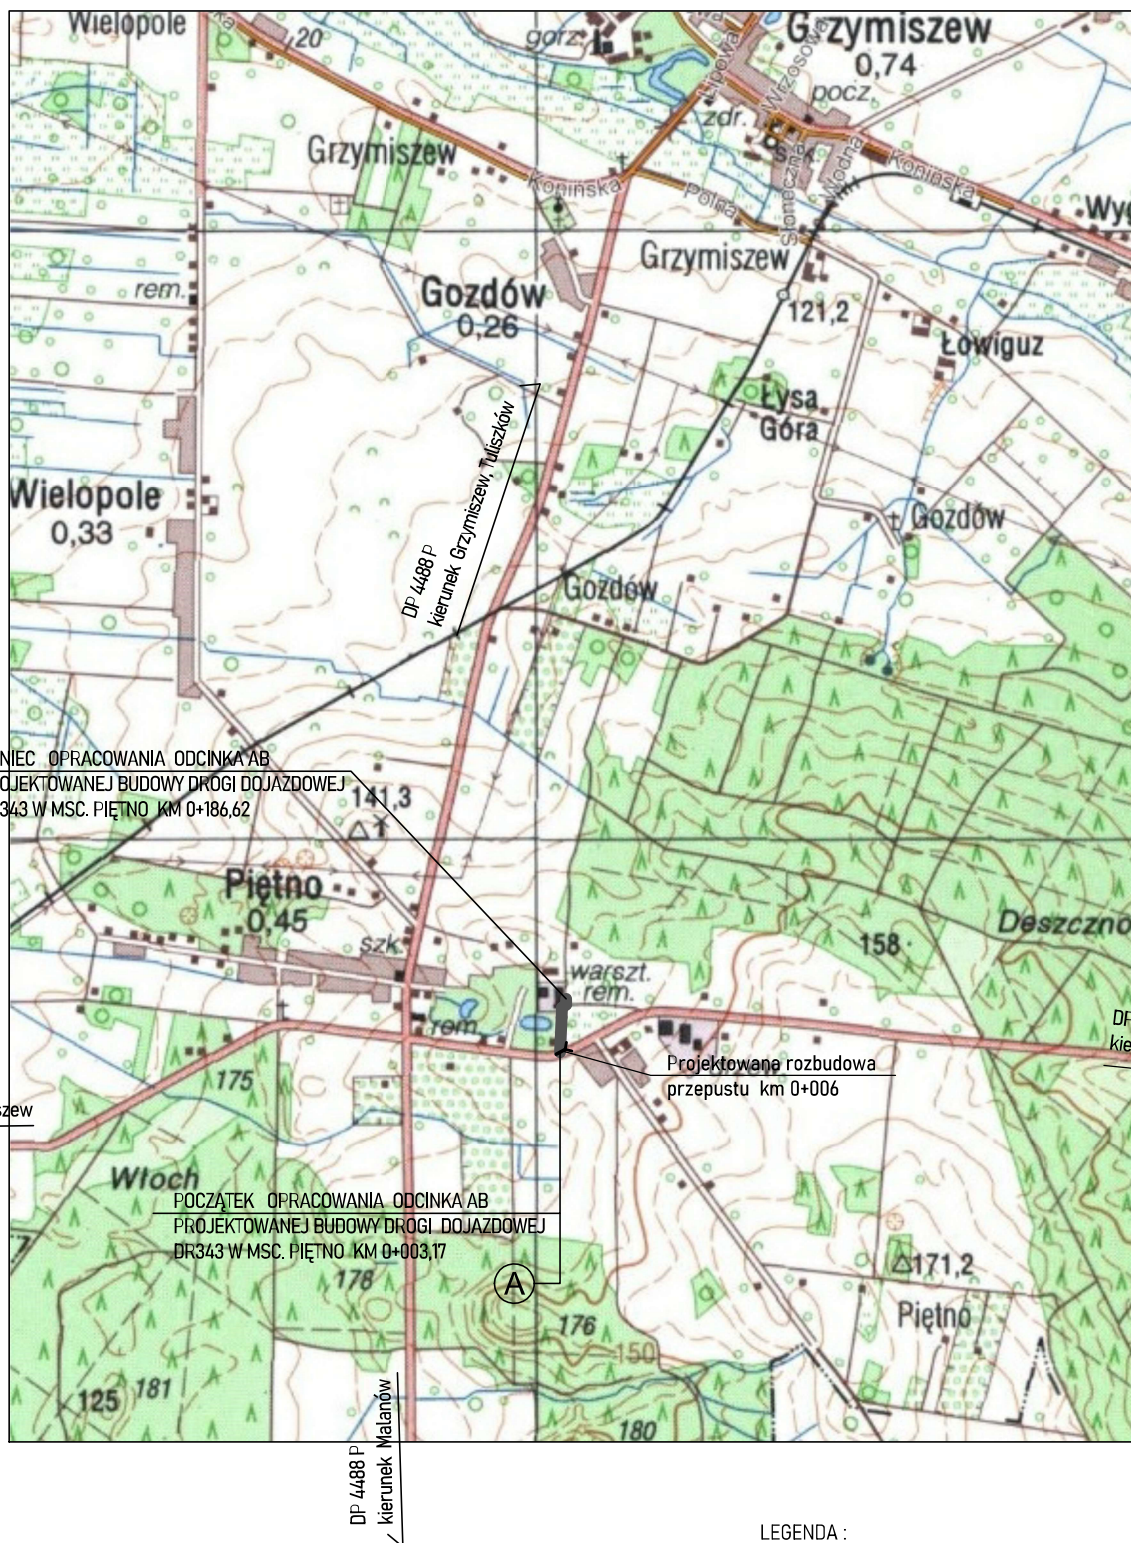 Wielopole
20
gorz.
Grzymiszew
0,74
Lipowa
Wrzosowa
pocz.
zdr.
Grzymiszew
Konińska
Polna
Słoneczna
Wodna
Konińska
Grzymiszew
rem.
Gozdów
0,26
121,2
Łowiguz
Łysa
Góra
Wielopole
0,33
DP 4488 P
kierunek Grzymiszew, Tuliszków
Gozdów
Gozdów
NIEC OPRACOWANIA ODCINKA AB
OJEKTOWANEJ BUDOWY DROGI DOJAZDOWEJ
343 W MSC. PIĘTNO KM 0+186,62
141,3
Piętno
0,45
szk.
Deszczno
158
warszt.
rem.
rem.
DR
kie
Projektowana rozbudowa
przepustu km 0+006
175
szew
Włoch
POCZĄTEK OPRACOWANIA ODCINKA AB
PROJEKTOWANEJ BUDOWY DROGI DOJAZDOWEJ
DR343 W MSC. PIĘTNO KM 0+003,17
A
178
171,2
Piętno
176
150
125
181
180
DP 4488 P
kierunek Malanów
LEGENDA :